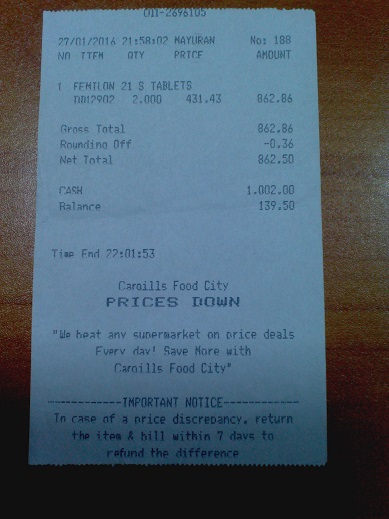 011-2696105
27/01/2016 21:58:02 MAYURAN No: 188
NO ITEM QTY PRICE AMOUNT
1 FEMILON 21 S TABLETS
DD12902 2.000 431.43 862.86
Gross Total 862.86
Rounding Off -0.36
Net Total 862.50
CASH 1.002.00
Balance 139.50
Time End 22:01:53
Cargills Food City
PRICES DOWN
"We beat any supermarket on price deals
Every day! Save More with
Cargills Food City"
------------IMPORTANT NOTICE------------
In case of a price discrepancy, return
the item & bill within 7 days to
refund the difference